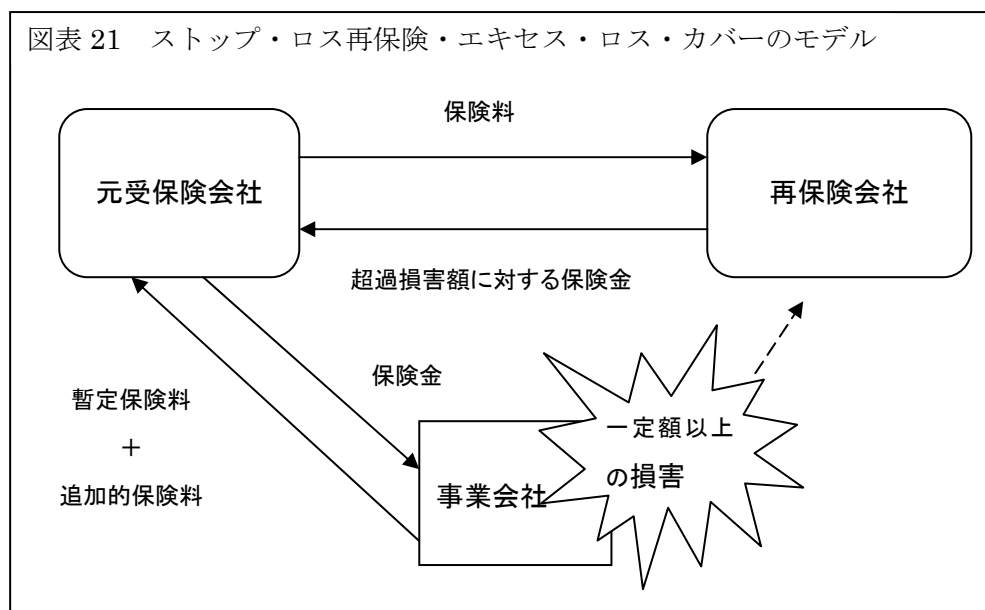 図表 21 ストップ・ロス再保険・エキセス・ロス・カバーのモデル
保険料
元受保険会社
再保険会社
超過損害額に対する保険金
保険金
暫定保険料
+
追加的保険料
一定額以上
の損害
事業会社